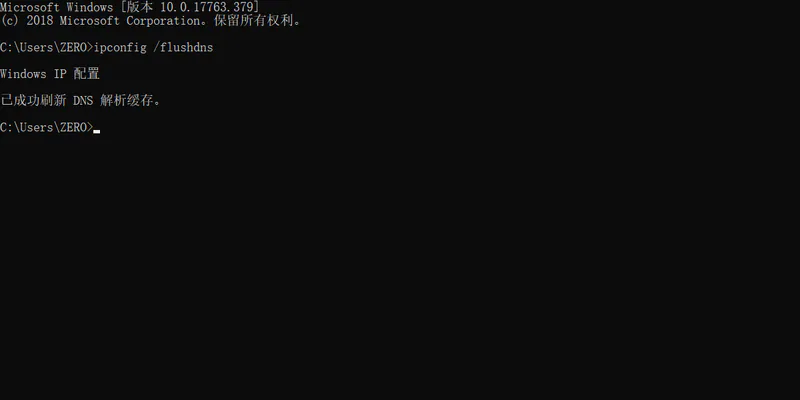 Microsoft Windows [版本 10.0.17763.379]
(c) 2018 Microsoft Corporation。保留所有权利。
C:\Users\ZERO>ipconfig /flushdns
Windows IP 配置
已成功刷新 DNS 解析缓存。
C:\Users\ZERO>